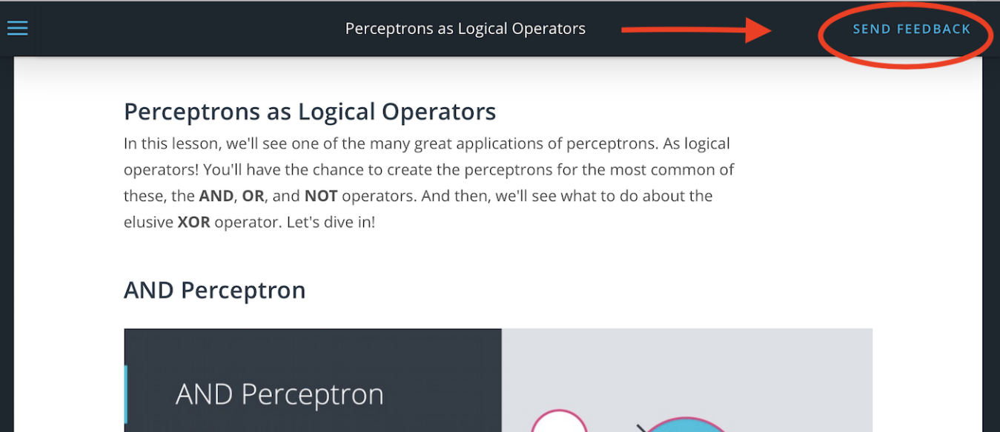 Perceptrons as Logical Operators
SEND FEEDBACK
Perceptrons as Logical Operators
In this lesson, we'll see one of the many great applications of perceptrons. As logical
operators! You'll have the chance to create the perceptrons for the most common of
these, the AND, OR, and NOT operators. And then, we'll see what to do about the
elusive XOR operator. Let's dive in!
AND Perceptron
AND Perceptron